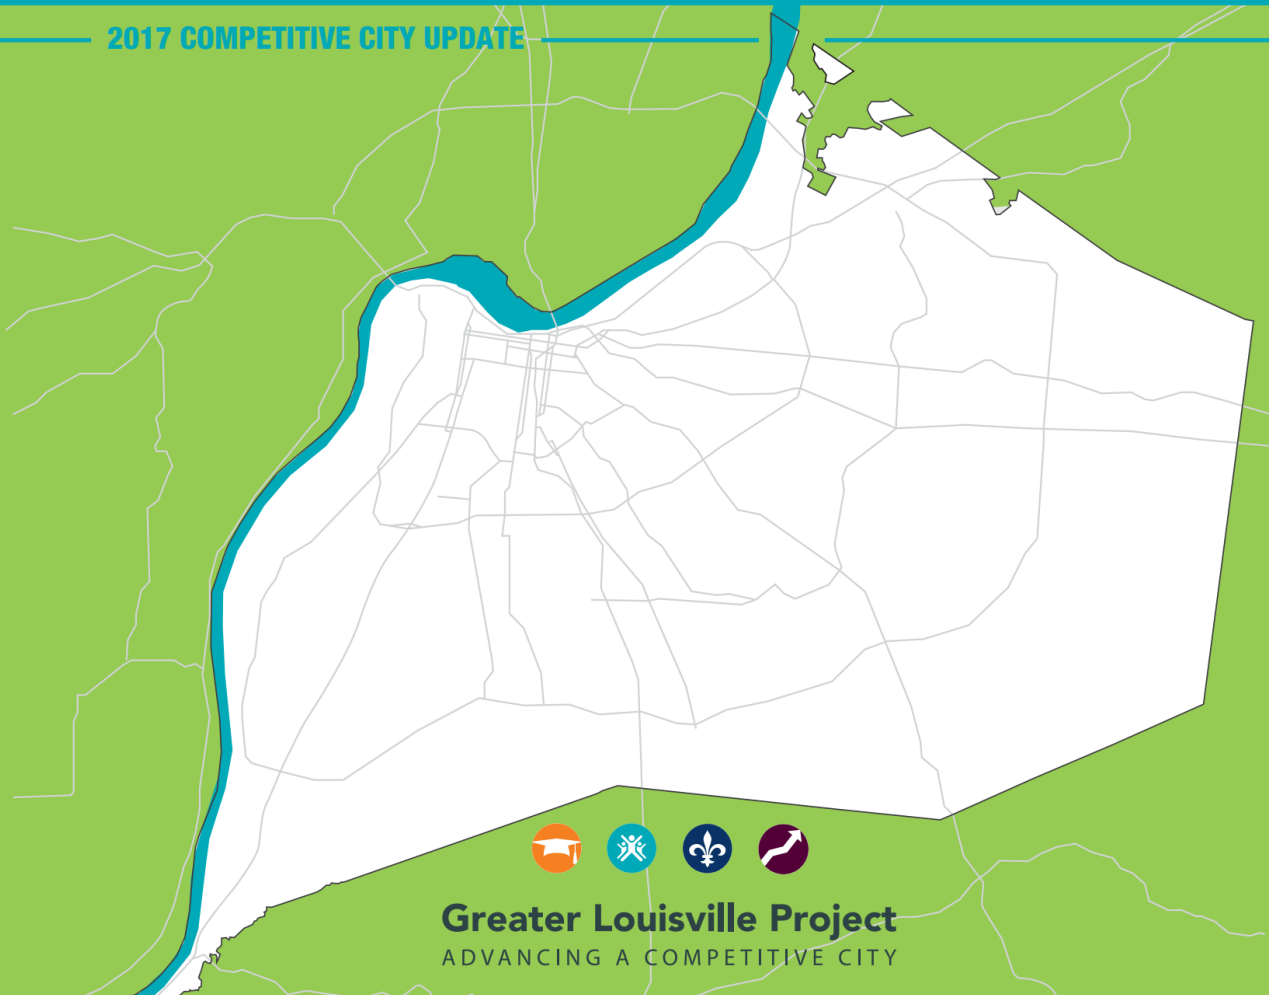 2017 COMPETITIVE CITY UPDATE
Greater Louisville Project
ADVANCING A COMPETITIVE CITY